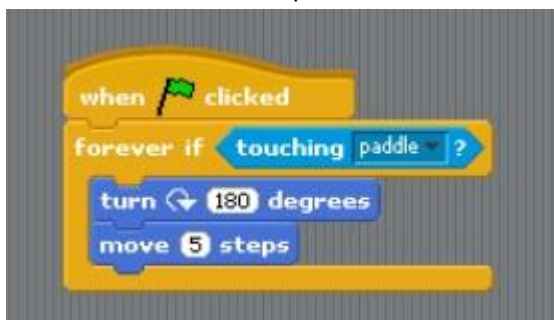 when clicked
forever if touching paddle ?
turn 180 degrees
move 5 steps